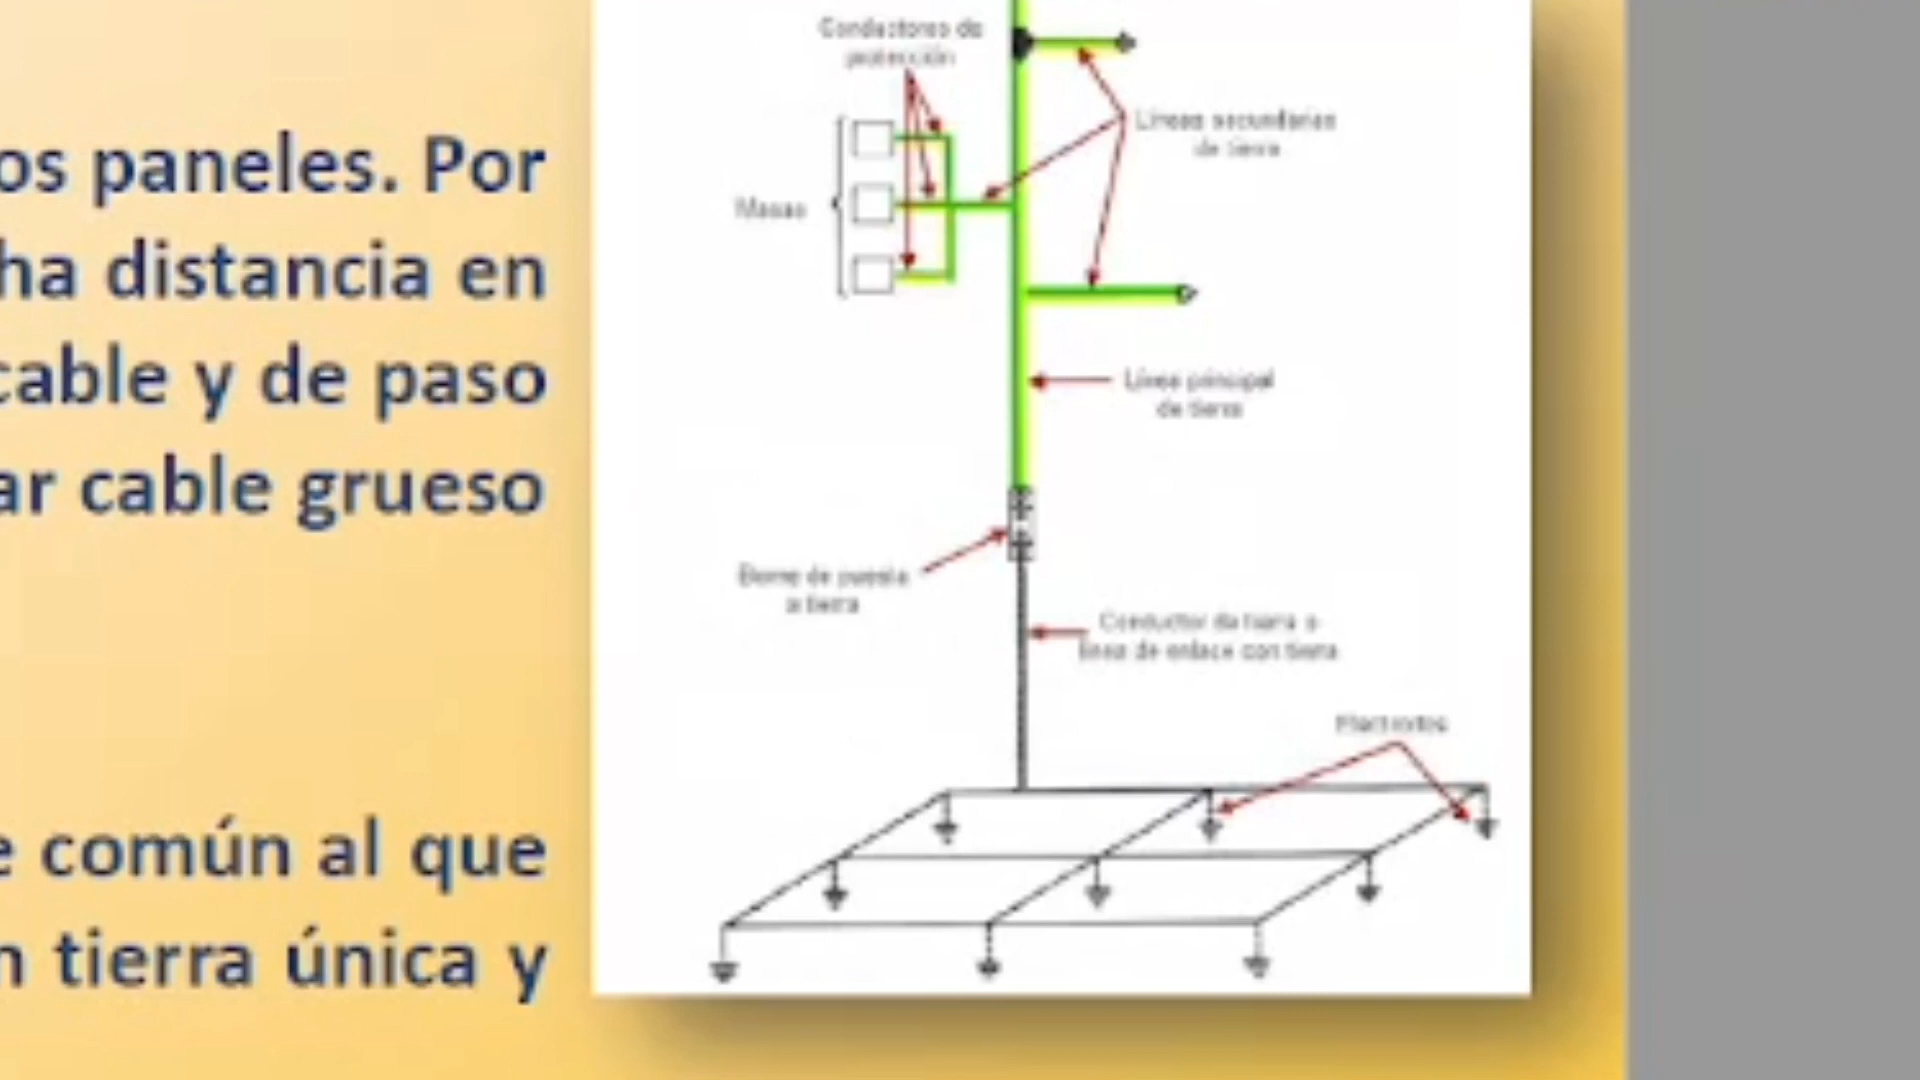 os paneles. Por
ha distancia en
cable y de paso
ar cable grueso
e común al que
n tierra única y
Conductores de
protección
Líneas secundarias
de tierra
Masas
Línea principal
de tierra
Borne de puesta
a tierra
Conductor de tierra o
línea de enlace con tierra
Electrodos